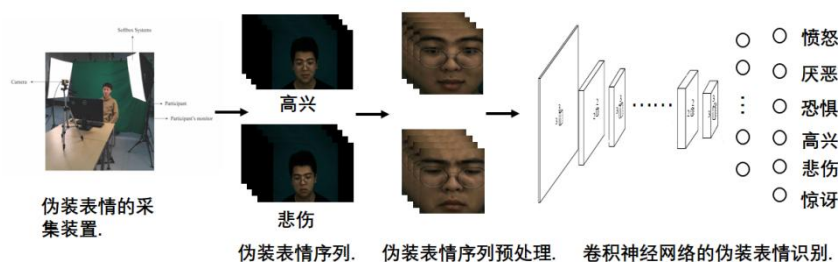 Softbox Systems
Camera
Participant
Participant's monitor
伪装表情的采
集装置.
高兴
悲伤
伪装表情序列.
伪装表情序列预处理.
卷积神经网络的伪装表情识别.
愤怒
厌恶
恐惧
高兴
悲伤
惊讶